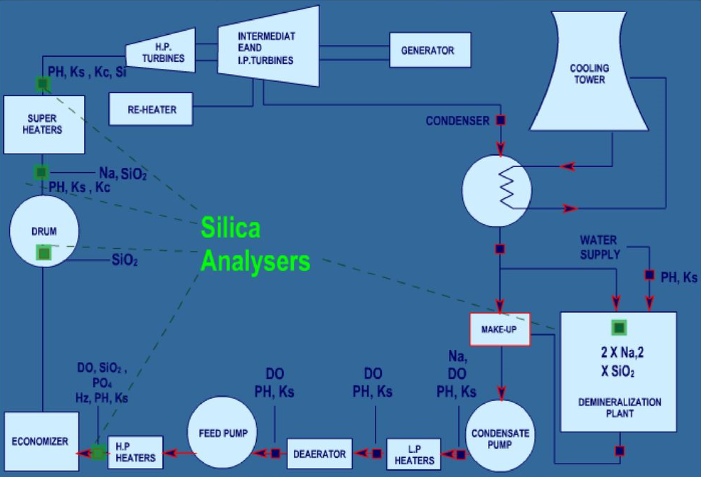 H.P.
TURBINES
INTERMEDIAT
EAND
I.P.TURBINES
GENERATOR
COOLING
TOWER
PH, Ks , Kc, Si
RE-HEATER
CONDENSER
SUPER
HEATERS
Na, SiO₂
PH, Ks , Kc
DRUM
SiO₂
Silica
Analysers
WATER
SUPPLY
PH, Ks
MAKE-UP
2 X Na,2
X SiO₂
DEMINERALIZATION
PLANT
DO, SiO₂ ,
PO₄
Hz, PH, Ks
DO
PH, Ks
DO
PH, Ks
Na,
DO
PH, Ks
ECONOMIZER
H.P
HEATERS
FEED PUMP
DEAERATOR
L.P
HEATERS
CONDENSATE
PUMP